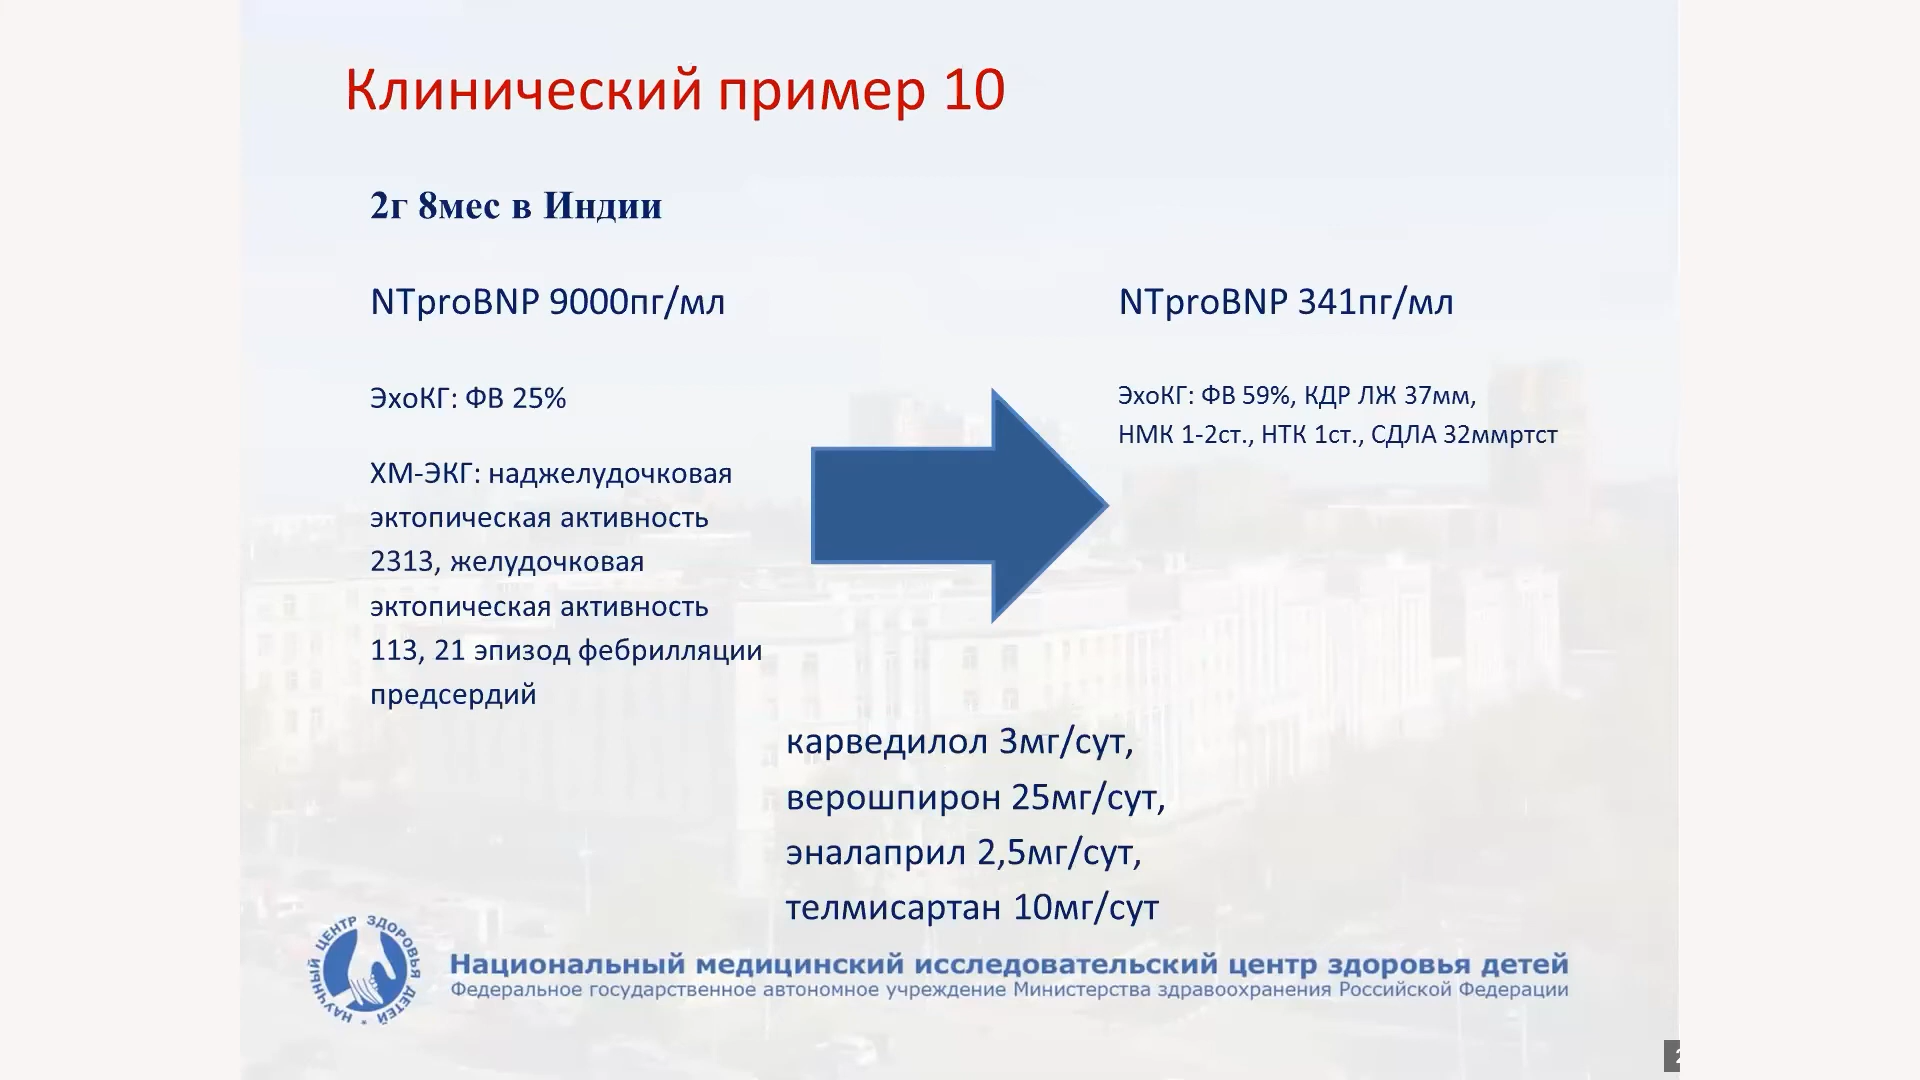 Клинический пример 10
2г 8мес в Индии
NTproBNP 9000пг/мл
ЭхоКГ: ФВ 25%
ХМ-ЭКГ: наджелудочковая
эктопическая активность
2313, желудочковая
эктопическая активность
113, 21 эпизод фебрилляции
предсердий
NTproBNP 341пг/мл
ЭхоКГ: ФВ 59%, КДР ЛЖ 37мм,
НМК 1-2ст., НТК 1ст., СДЛА 32ммртст
карведилол 3мг/сут,
верошпирон 25мг/сут,
эналаприл 2,5мг/сут,
телмисартан 10мг/сут
НАУЧНЫЙ ЦЕНТР ЗДОРОВЬЯ ДЕТЕЙ
Национальный медицинский исследовательский центр здоровья детей
Федеральное государственное автономное учреждение Министерства здравоохранения Российской Федерации